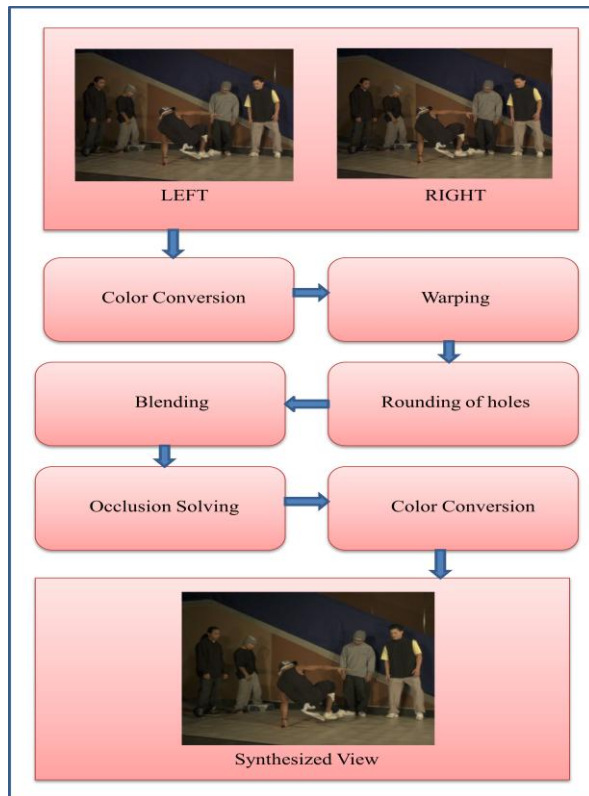 LEFT
RIGHT
Color Conversion
Warping
Rounding of holes
Blending
Occlusion Solving
Color Conversion
Synthesized View